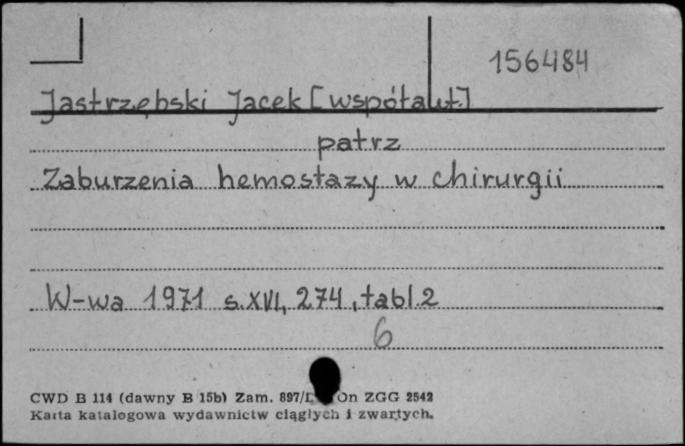 156484
Jastrzębski Jacek [współaut.]
patrz
Zaburzenia hemostazy w chirurgii
W-wa 1971 s. XVI, 274, tabl. 2
6
CWD B 114 (dawny B 15b) Zam. 897/ On ZGG 2542
Karta katalogowa wydawnictw ciągłych i zwartych.